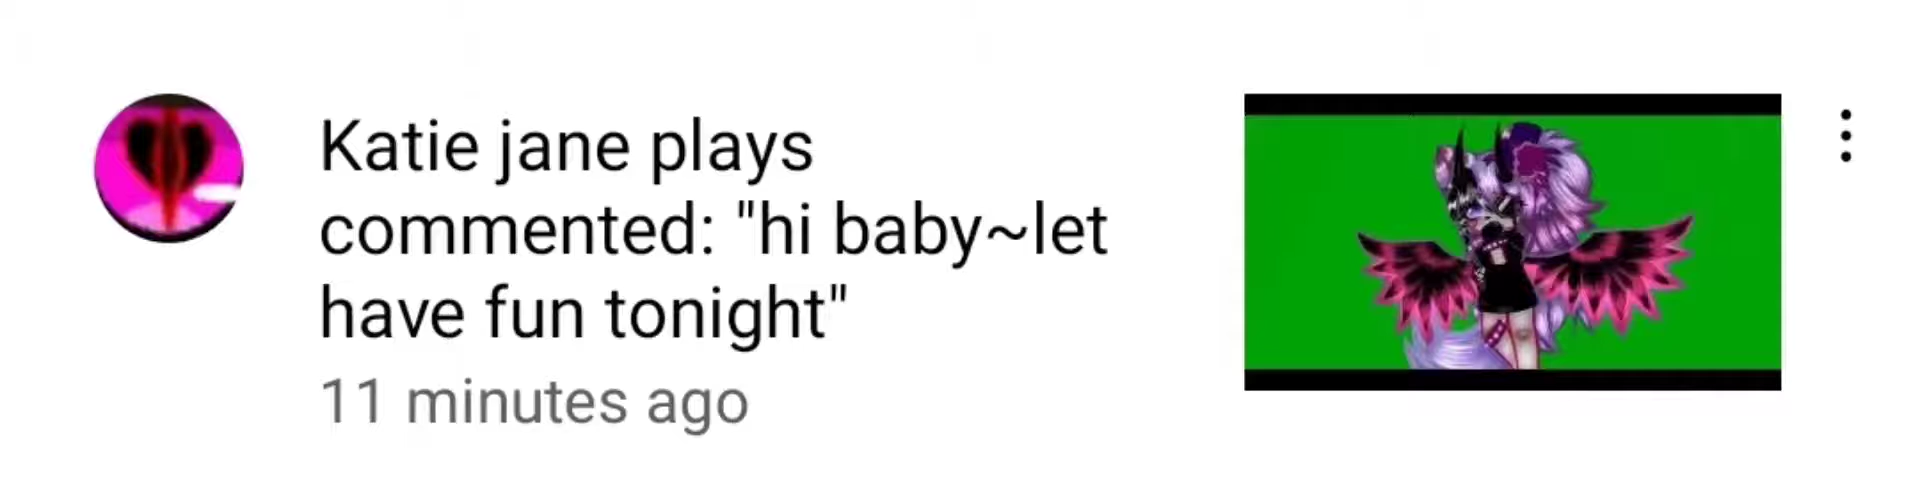 Katie jane plays
commented: "hi baby~let
have fun tonight"
11 minutes ago